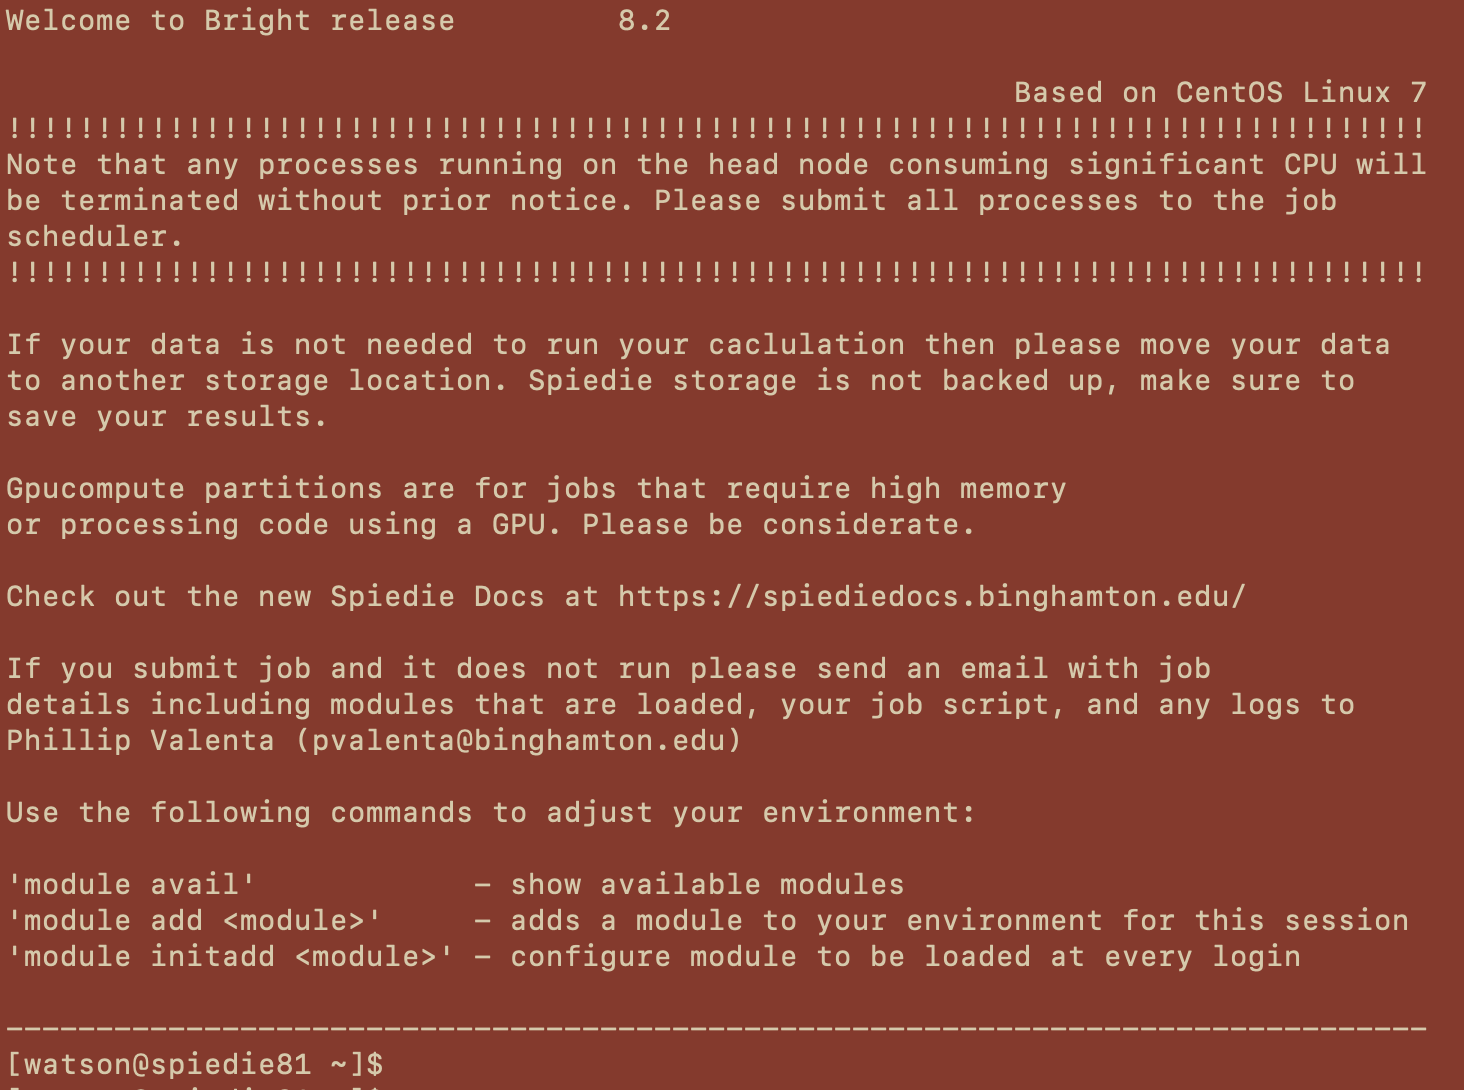 Welcome to Bright release         8.2
Based on CentOS Linux 7
!!!!!!!!!!!!!!!!!!!!!!!!!!!!!!!!!!!!!!!!!!!!!!!!!!!!!!!!!!!!!!!!!!!!!!!!!!!!!!!
Note that any processes running on the head node consuming significant CPU will
be terminated without prior notice. Please submit all processes to the job
scheduler.
!!!!!!!!!!!!!!!!!!!!!!!!!!!!!!!!!!!!!!!!!!!!!!!!!!!!!!!!!!!!!!!!!!!!!!!!!!!!!!!
If your data is not needed to run your caclulation then please move your data
to another storage location. Spiedie storage is not backed up, make sure to
save your results.
Gpucompute partitions are for jobs that require high memory
or processing code using a GPU. Please be considerate.
Check out the new Spiedie Docs at https://spiediedocs.binghamton.edu/
If you submit job and it does not run please send an email with job
details including modules that are loaded, your job script, and any logs to
Phillip Valenta (pvalenta@binghamton.edu)
Use the following commands to adjust your environment:
'module avail'            - show available modules
'module add <module>'     - adds a module to your environment for this session
'module initadd <module>' - configure module to be loaded at every login
-------------------------------------------------------------------------------
[watson@spiedie81 ~]$